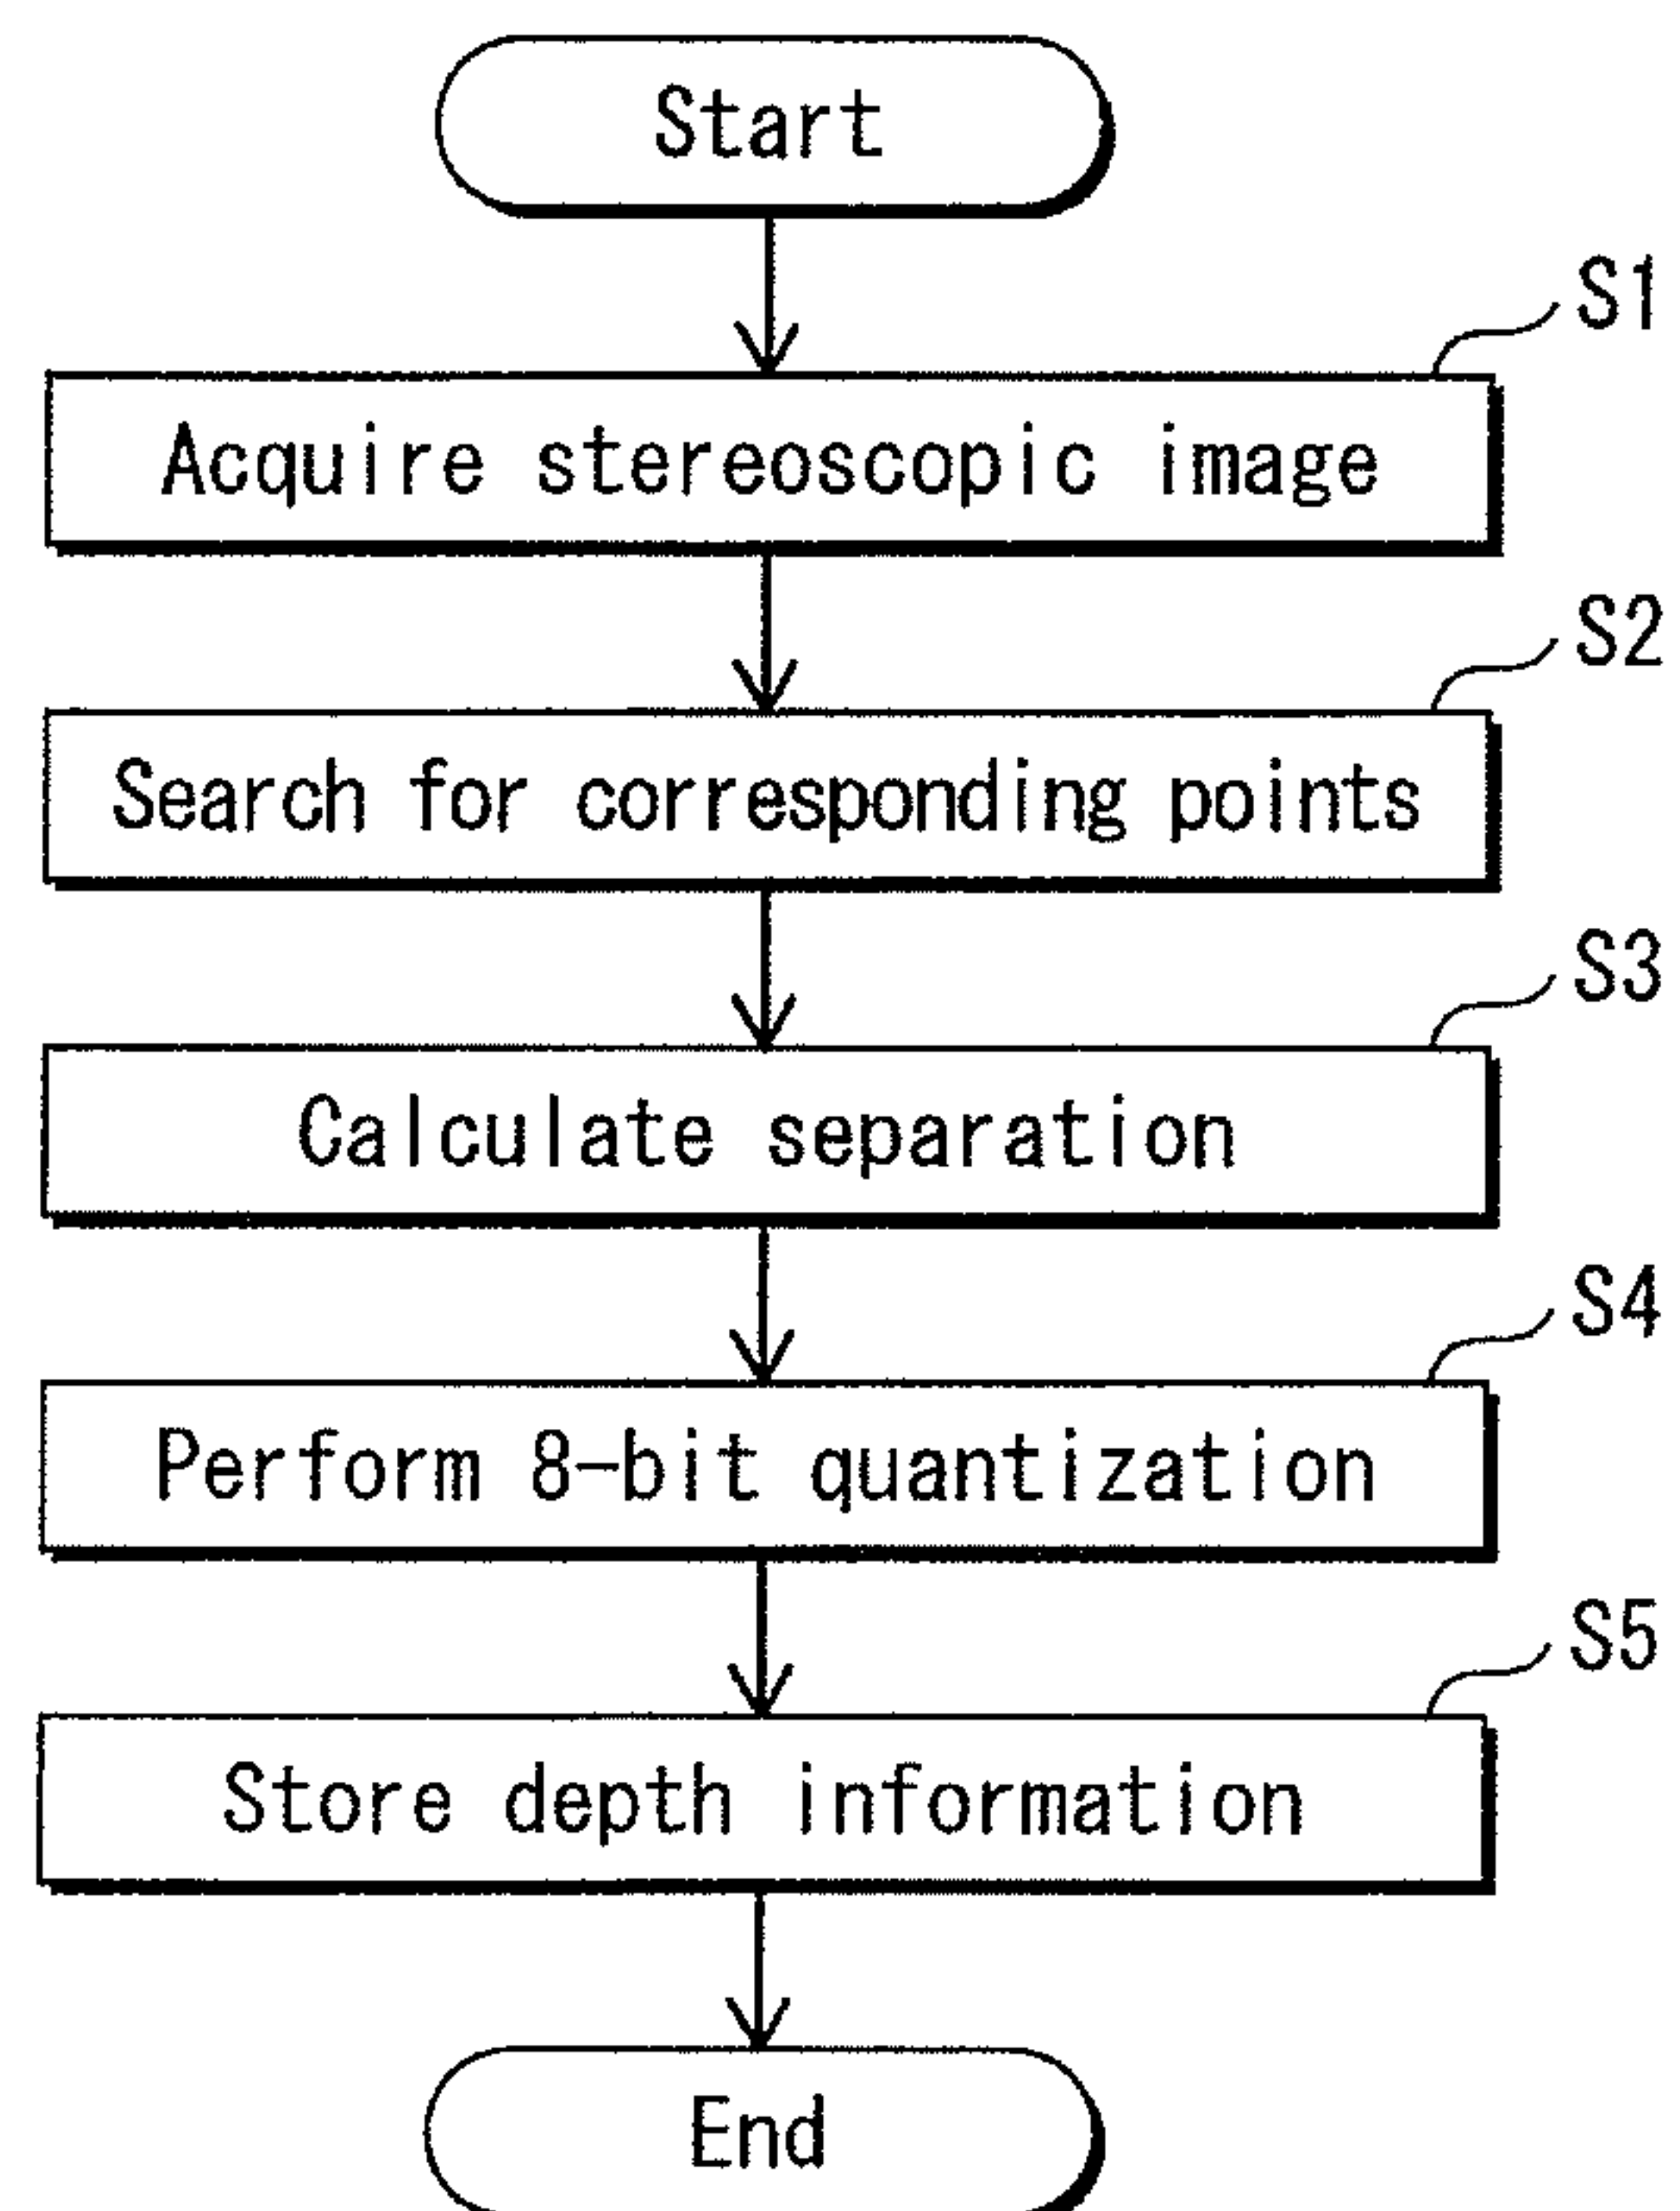 Start
S1
Acquire stereoscopic image
S2
Search for corresponding points
S3
Calculate separation
S4
Perform 8-bit quantization
S5
Store depth information
End